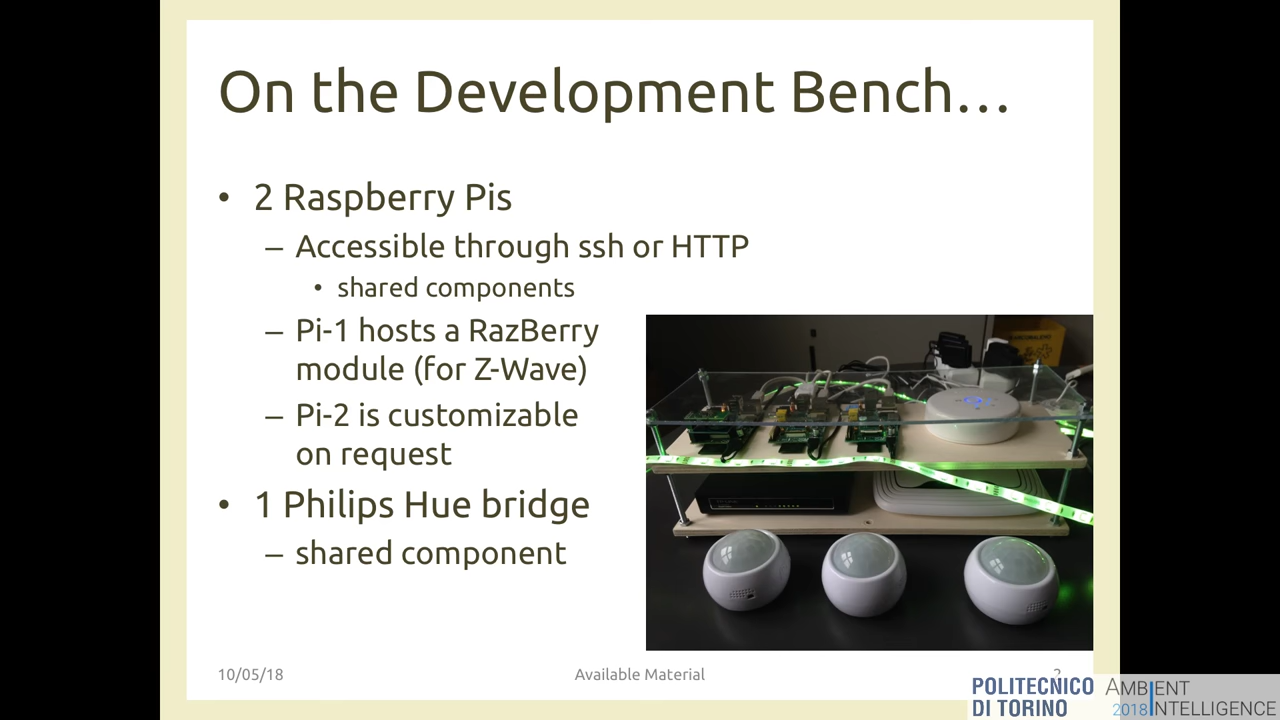 On the Development Bench…
• 2 Raspberry Pis
– Accessible through ssh or HTTP
• shared components
– Pi-1 hosts a RazBerry
module (for Z-Wave)
– Pi-2 is customizable
on request
• 1 Philips Hue bridge
– shared component
10/05/18
Available Material
2
POLITECNICO
DI TORINO
AMBIENT
2018 INTELLIGENCE